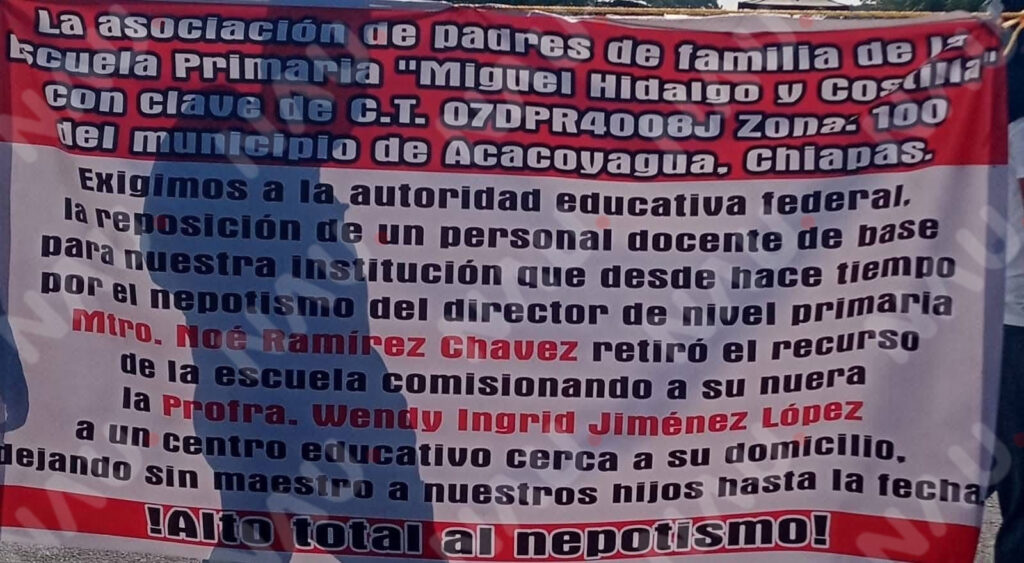 La asociación de padres de familia de la
Escuela Primaria "Miguel Hidalgo y Costilla"
con clave de C.T. 07DPR4008J Zona: 100
del municipio de Acacoyagua, Chiapas.
Exigimos a la autoridad educativa federal,
la reposición de un personal docente de base
para nuestra institución que desde hace tiempo
por el nepotismo del director de nivel primaria
Mtro. Noé Ramírez Chavez retiró el recurso
de la escuela comisionando a su nuera
la Profra. Wendy Ingrid Jiménez López
a un centro educativo cerca a su domicilio,
dejando sin maestro a nuestros hijos hasta la fecha
!Alto total al nepotismo!